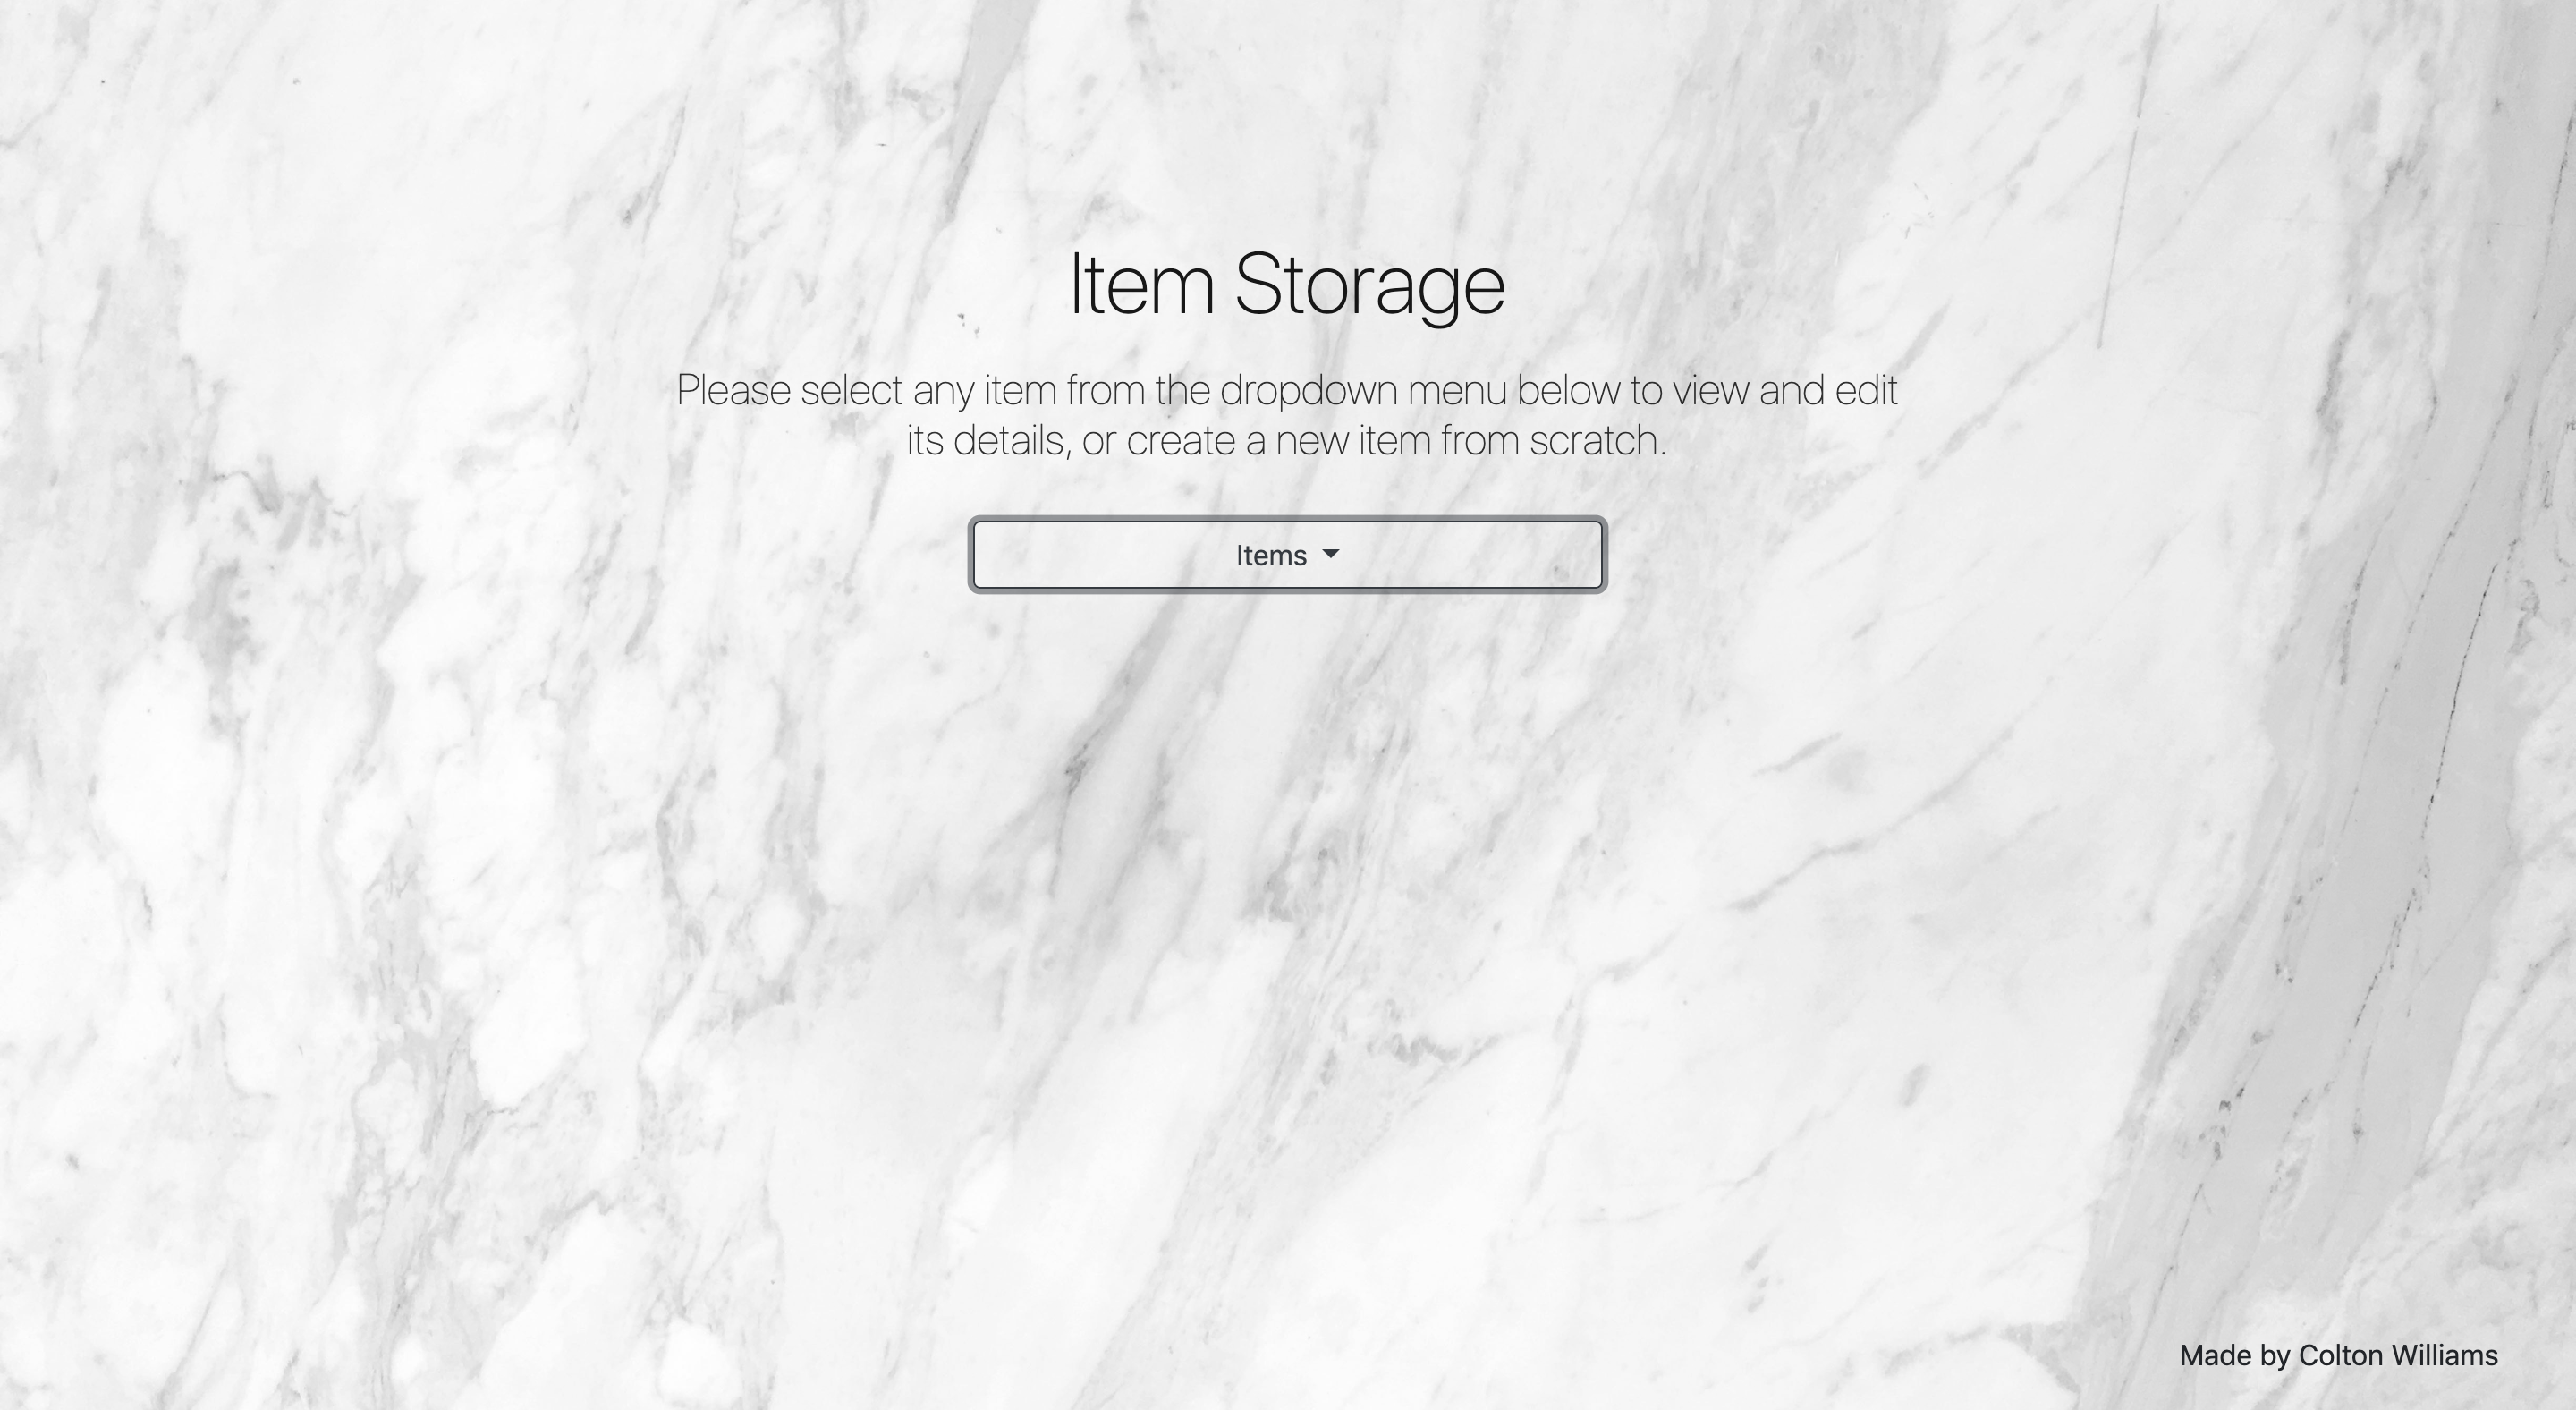 Item Storage
Please select any item from the dropdown menu below to view and edit
its details, or create a new item from scratch.
Items
Made by Colton Williams